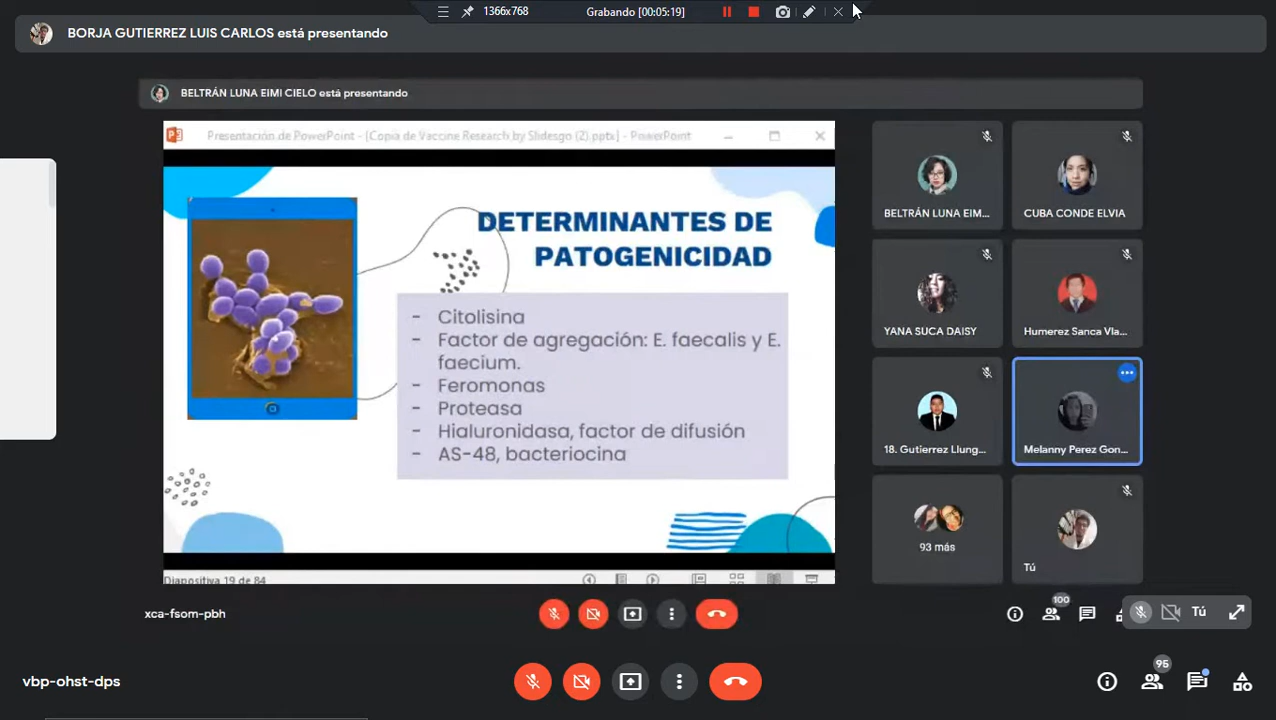 1366x768
Grabando [00:05:19]
BORJA GUTIERREZ LUIS CARLOS está presentando
BELTRÁN LUNA EIMI CIELO está presentando
Presentación de PowerPoint - [Copia de Vaccine Research by Slidesgo (2).pptx] - PowerPoint
DETERMINANTES DE
PATOGENICIDAD
- Citolisina
- Factor de agregación: E. faecalis y E.
faecium.
- Feromonas
- Proteasa
- Hialuronidasa, factor de difusión
- AS-48, bacteriocina
Diapositiva 19 de 84
BELTRÁN LUNA EIM...
CUBA CONDE ELVIA
YANA SUCA DAISY
Humerez Sanca Vla...
18. Gutierrez Llung...
Melanny Perez Gon...
93 más
Tú
xca-fsom-pbh
100
Tú
vbp-ohst-dps
95